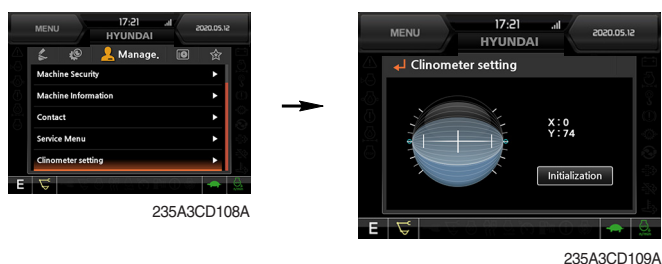 MENU
17:21
HYUNDAI
2020.05.12
Manage.
Machine Security
Machine Information
Contact
Service Menu
Clinometer setting
E
235A3CD108A
MENU
17:21
HYUNDAI
2020.05.12
Clinometer setting
X : 0
Y : 74
Initialization
E
235A3CD109A